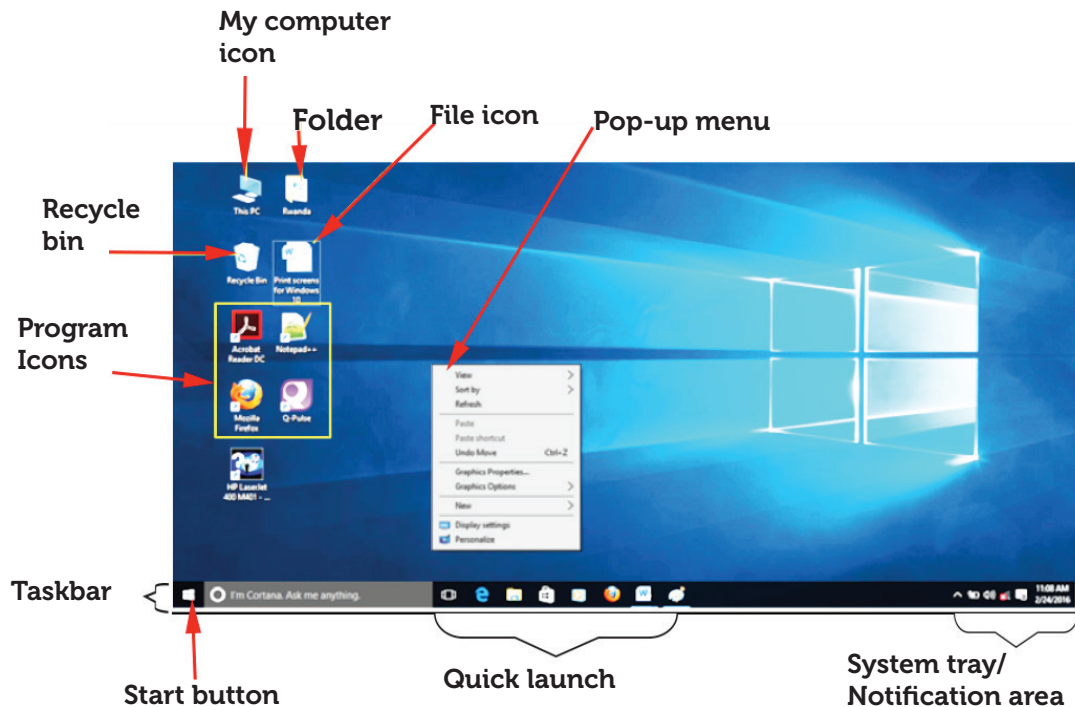 My computer
icon
Folder
File icon
Pop-up menu
This PC
Rwanda
Recycle
bin
Recycle Bin
Print screens
for Windows
10
Program
Icons
Acrobat
Reader DC
Notepad++
Mozilla
Firefox
Q-Pulse
HP LaserJet
400 M401 - ...
View
Sort by
Refresh
Paste
Paste shortcut
Undo Move Ctrl+Z
Graphics Properties...
Graphics Options
New
Display settings
Personalize
Taskbar
I'm Cortana. Ask me anything.
11:08 AM
2/24/2016
Start button
Quick launch
System tray/
Notification area